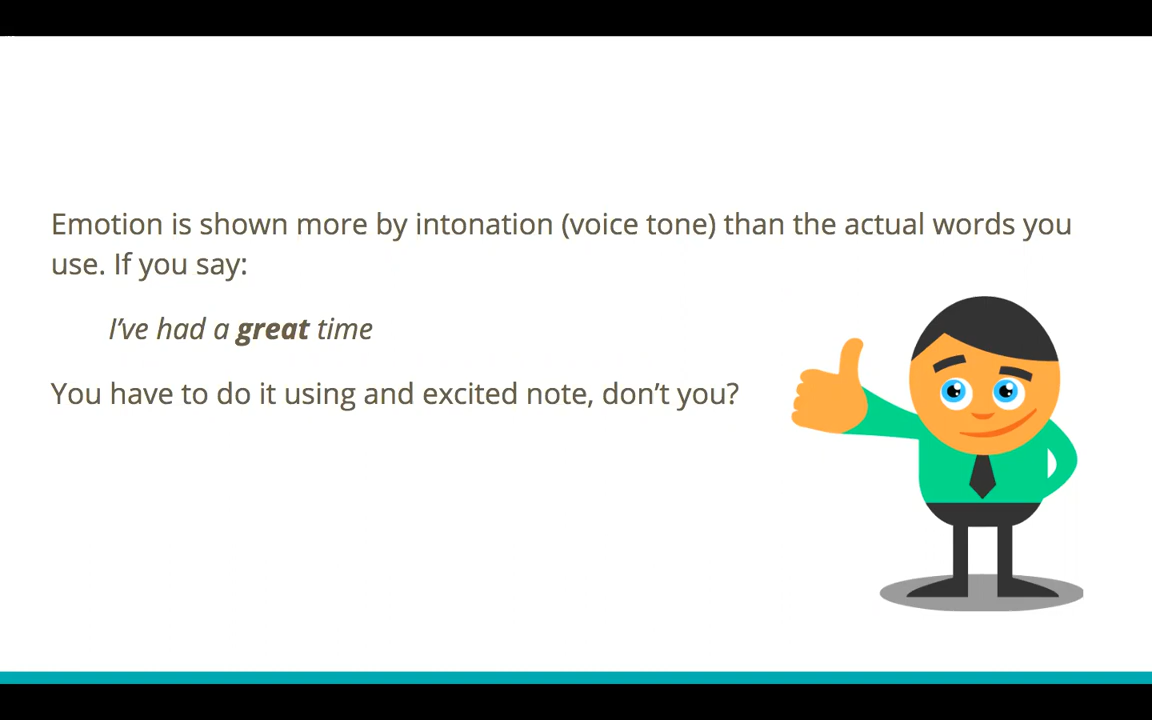 Emotion is shown more by intonation (voice tone) than the actual words you
use. If you say:
I’ve had a great time
You have to do it using and excited note, don’t you?